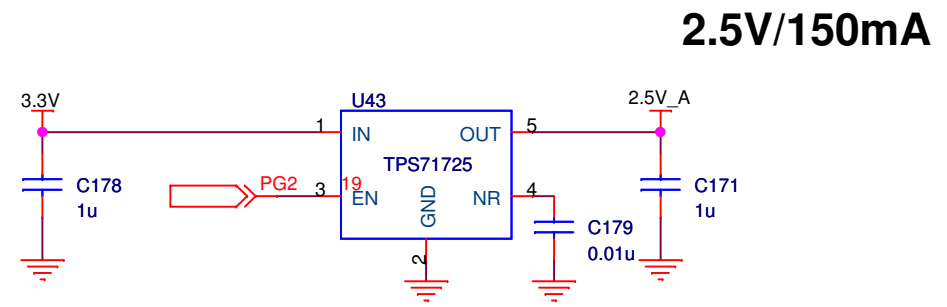 2.5V/150mA
3.3V
U43
2.5V_A
1
IN
OUT
5
TPS71725
C178
1u
PG2
3
19
EN
GND
NR
4
C171
1u
C179
0.01u
2